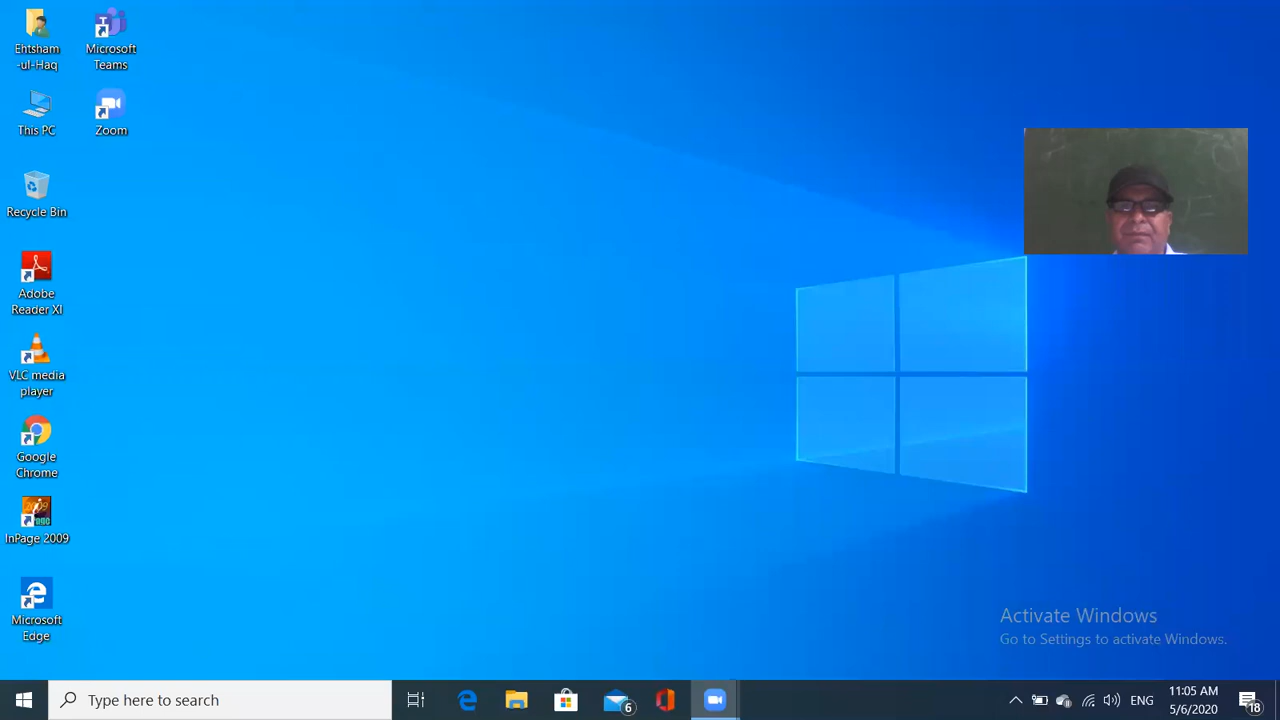 Ehtsham
-ul-Haq
Microsoft
Teams
This PC
Zoom
Recycle Bin
Adobe
Reader XI
VLC media
player
Google
Chrome
InPage 2009
Microsoft
Edge
Activate Windows
Go to Settings to activate Windows.
Type here to search
6
ENG
11:05 AM
5/6/2020
18